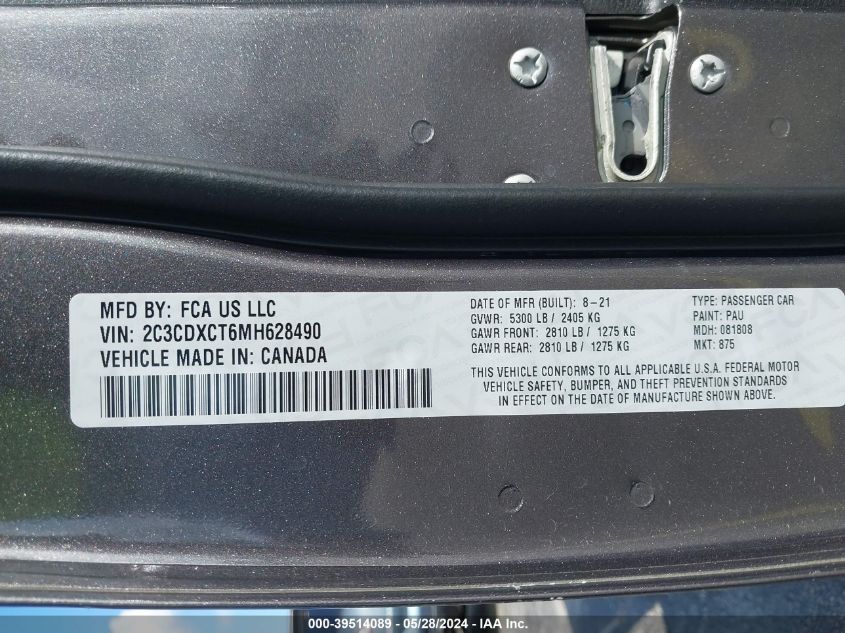 MFD BY: FCA US LLC
VIN: 2C3CDXCT6MH628490
VEHICLE MADE IN: CANADA
DATE OF MFR (BUILT): 8-21
GVWR: 5300 LB / 2405 KG
GAWR FRONT: 2810 LB / 1275 KG
GAWR REAR: 2810 LB / 1275 KG
TYPE: PASSENGER CAR
PAINT: PAU
MDH: 081808
MKT: 875
THIS VEHICLE CONFORMS TO ALL APPLICABLE U.S.A. FEDERAL MOTOR
VEHICLE SAFETY, BUMPER, AND THEFT PREVENTION STANDARDS
IN EFFECT ON THE DATE OF MANUFACTURE SHOWN ABOVE.
000-39514089 - 05/28/2024 - IAA Inc.